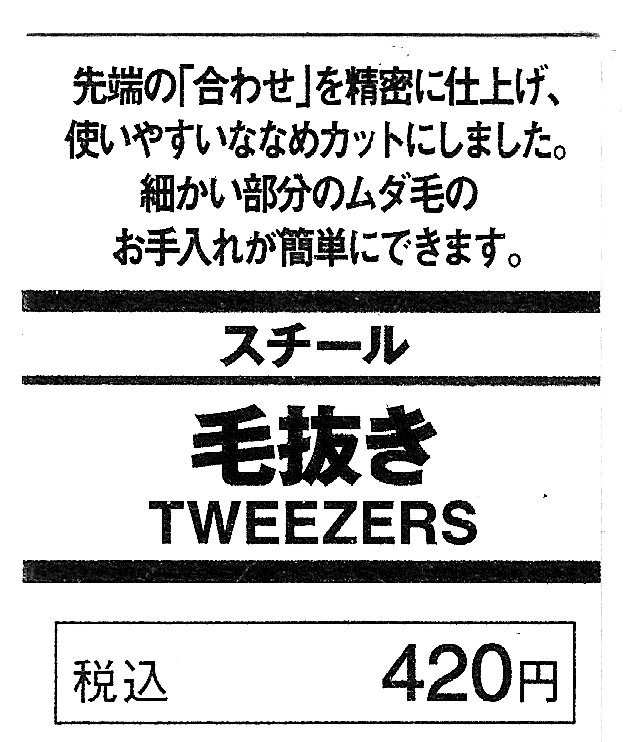 先端の「合わせ」を精密に仕上げ、
使いやすいななめカットにしました。
細かい部分のムダ毛の
お手入れが簡単にできます。
スチール
毛抜き
TWEEZERS
税込 420円